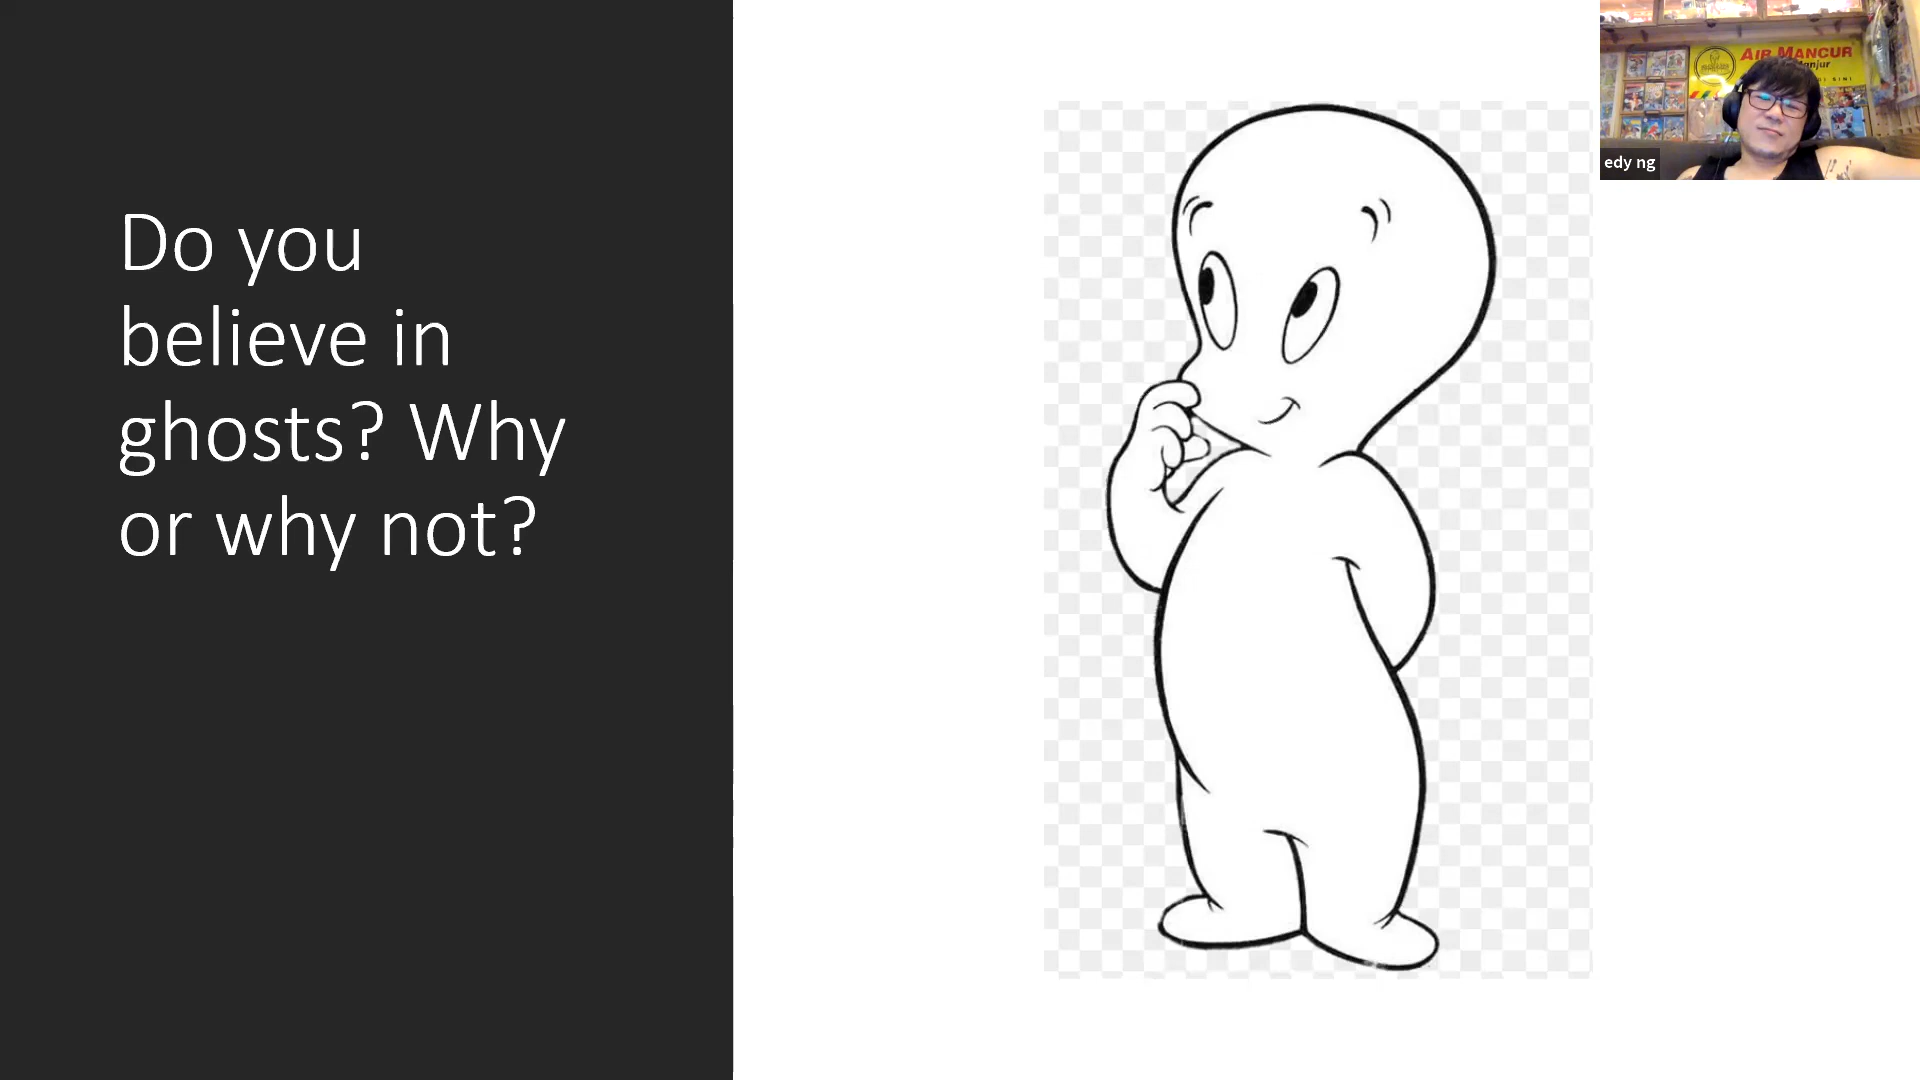 Do you
believe in
ghosts? Why
or why not?
AIR MANCUR
edy ng